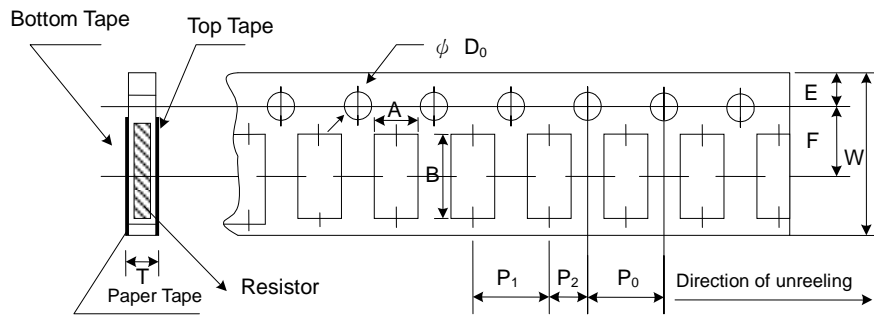 Bottom Tape
Top Tape
ψ D₀
A
E
F
B
W
T
P₁
P₂
P₀
Direction of unreeling
Resistor
Paper Tape